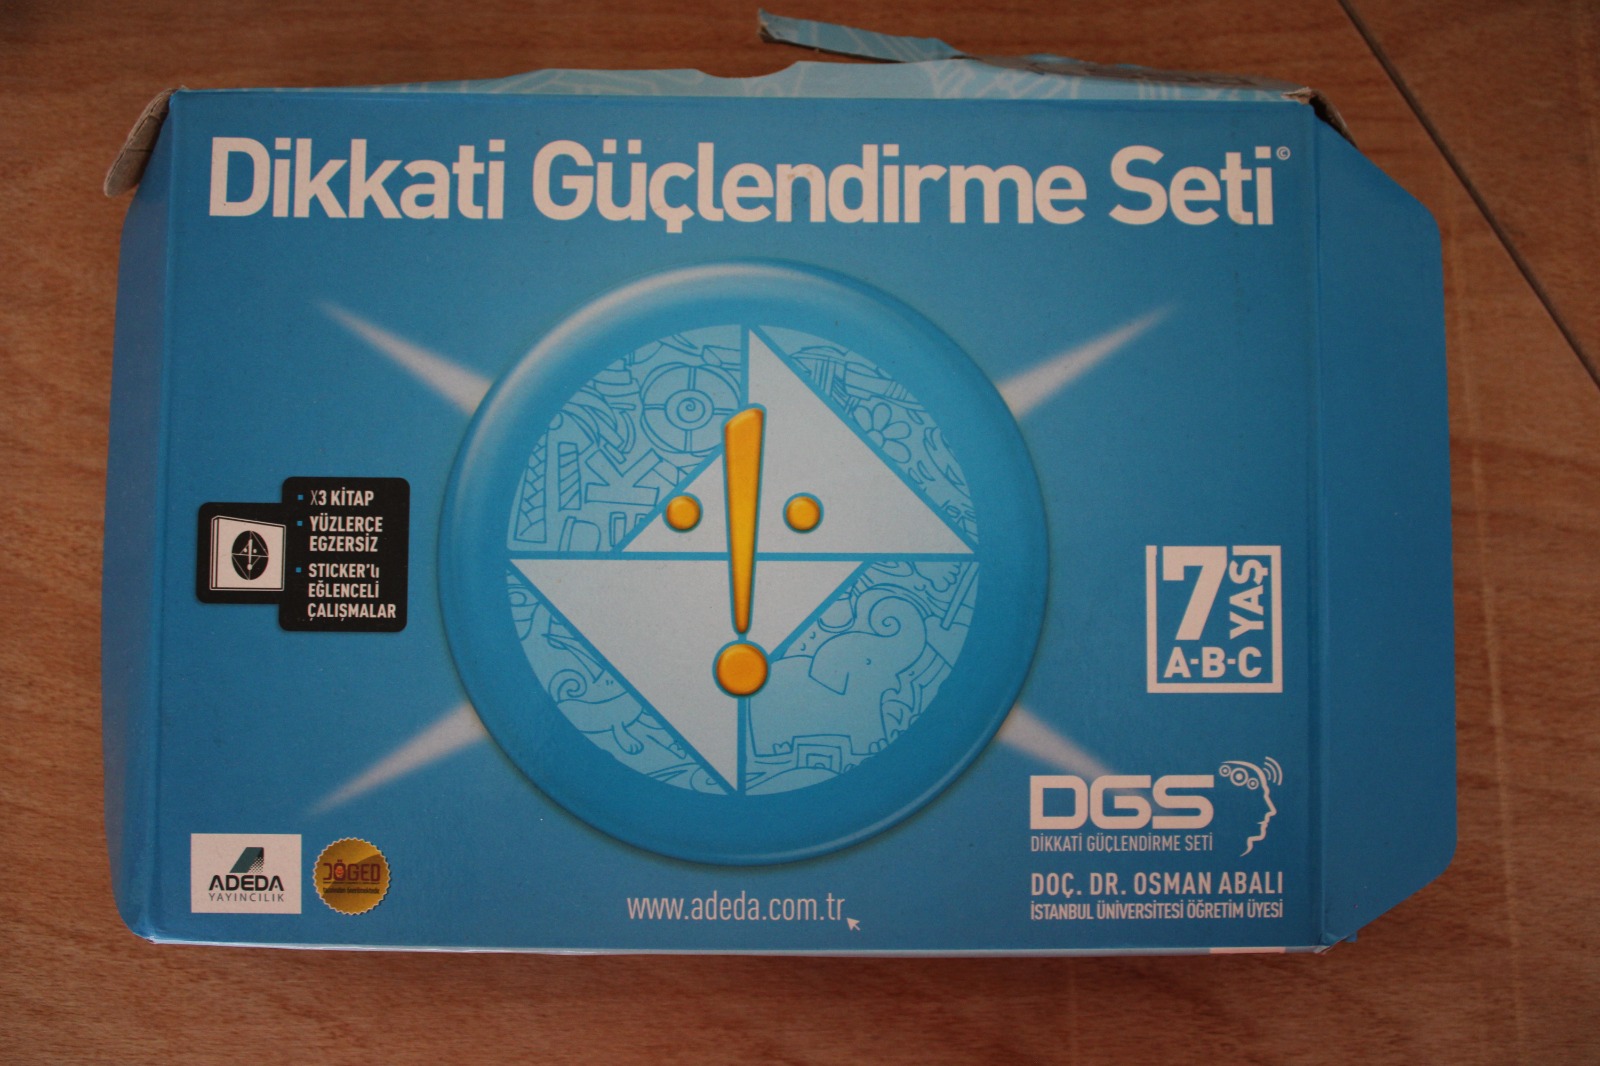 Dikkati Güçlendirme Seti©
X3 KİTAP
YÜZLERCE
EGZERSİZ
STICKER'lı
EĞLENCELİ
ÇALIŞMALAR
7 YAŞ
A-B-C
DGS
DİKKATİ GÜÇLENDİRME SETİ
DOÇ. DR. OSMAN ABALI
İSTANBUL ÜNİVERSİTESİ ÖĞRETİM ÜYESİ
ADEDA
YAYINCILIK
DÖGED
www.adeda.com.tr